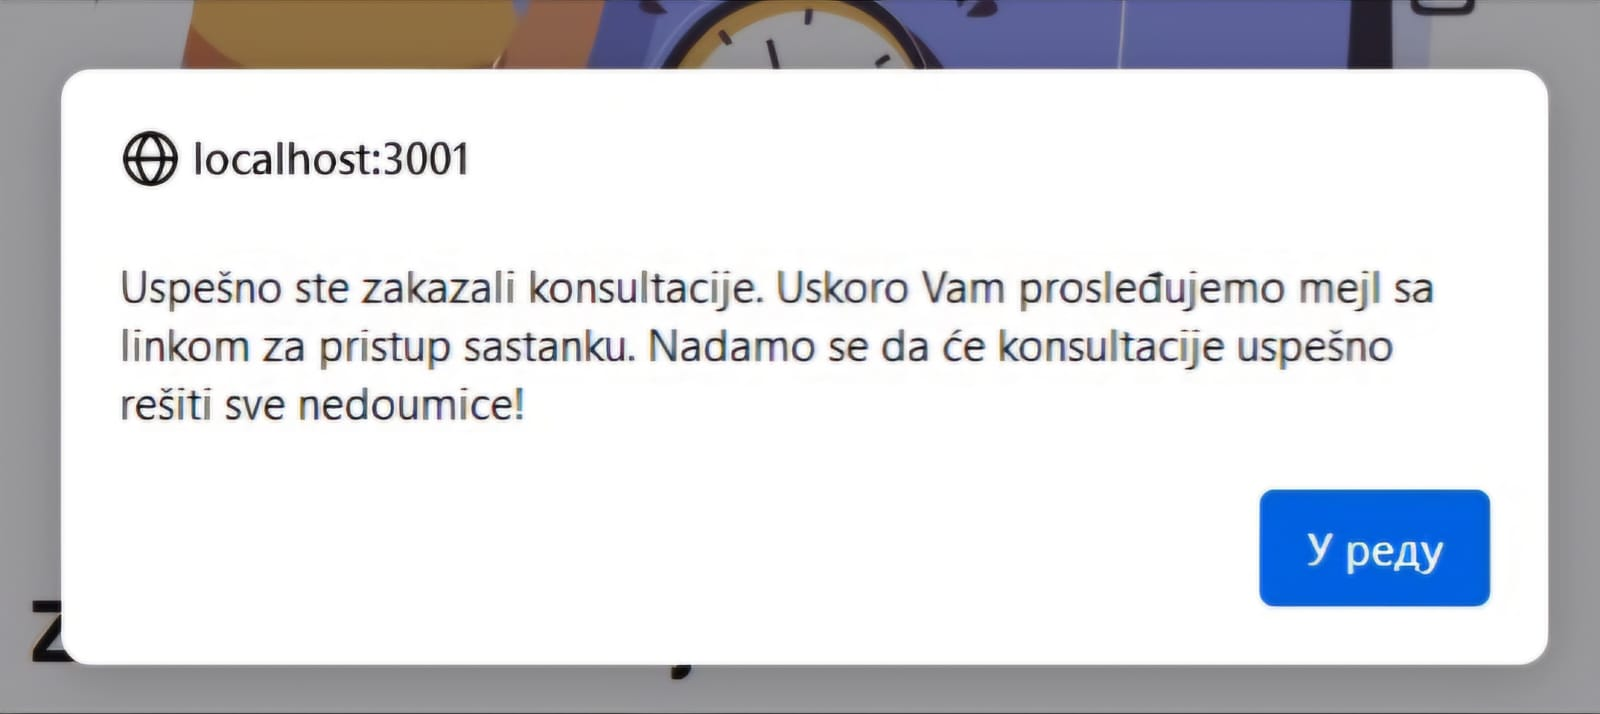 localhost:3001
Uspešno ste zakazali konsultacije. Uskoro Vam prosleđujemo mejl sa
linkom za pristup sastanku. Nadamo se da će konsultacije uspešno
rešiti sve nedoumice!
У реду